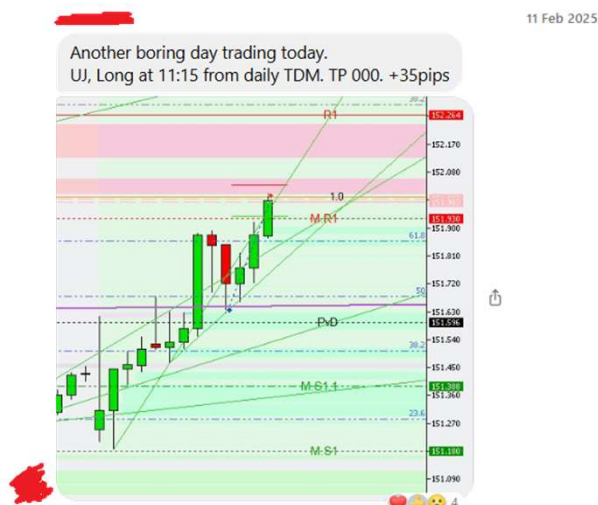 11 Feb 2025
Another boring day trading today.
UJ, Long at 11:15 from daily TDM. TP 000. +35pips
38.2
R1
152.264
152.170
152.080
1.0
M-R1
151.930
151.900
61.8
151.810
151.720
50
151.630
PvD
151.596
151.540
38.2
151.450
M-S1
151.388
151.360
23.6
151.270
M-S1
151.180
151.090
4